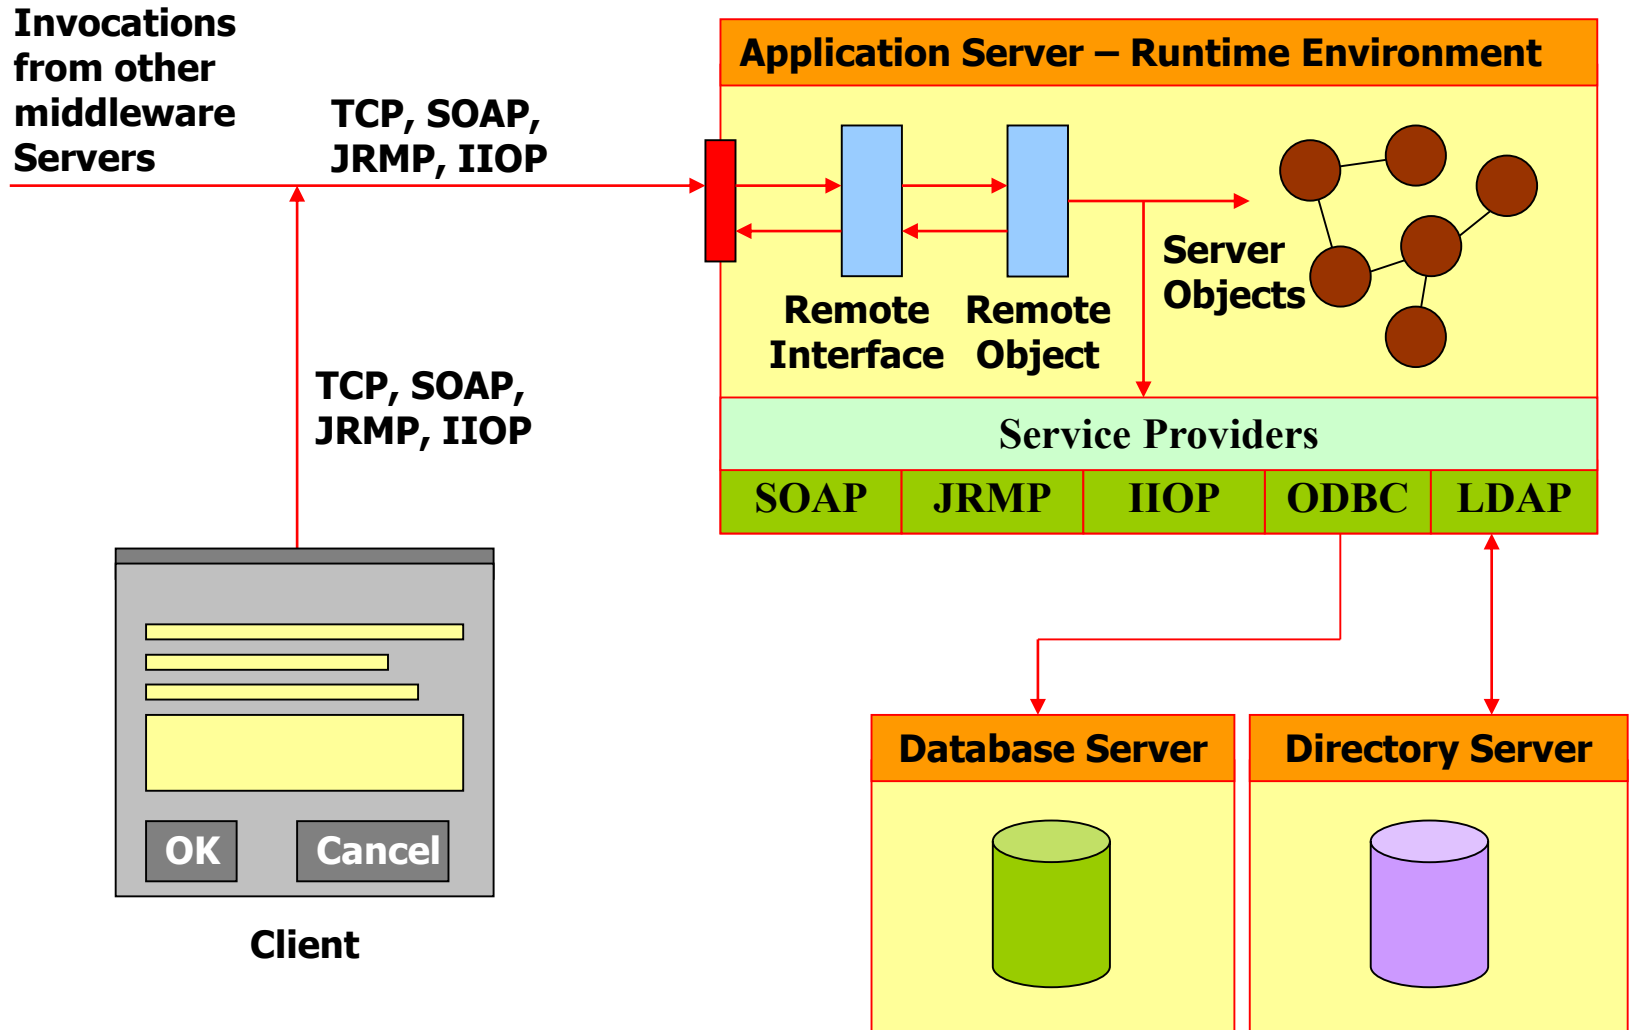 Invocations
from other
middleware
Servers
TCP, SOAP,
JRMP, IIOP
Application Server – Runtime Environment
Remote
Interface
Remote
Object
Server
Objects
TCP, SOAP,
JRMP, IIOP
Service Providers
SOAP
JRMP
IIOP
ODBC
LDAP
Database Server
Directory Server
OK
Cancel
Client